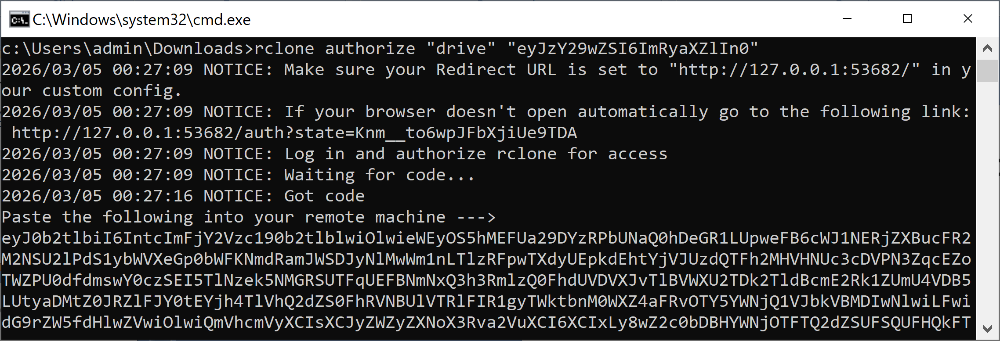 C:\Windows\system32\cmd.exe
c:\Users\admin\Downloads>rclone authorize "drive" "eyJzY29wZSI6ImRyaXZlIn0"
2026/03/05 00:27:09 NOTICE: Make sure your Redirect URL is set to "http://127.0.0.1:53682/" in y
our custom config.
2026/03/05 00:27:09 NOTICE: If your browser doesn't open automatically go to the following link:
 http://127.0.0.1:53682/auth?state=Knm__to6wpJFbXjiUe9TDA
2026/03/05 00:27:09 NOTICE: Log in and authorize rclone for access
2026/03/05 00:27:09 NOTICE: Waiting for code...
2026/03/05 00:27:16 NOTICE: Got code
Paste the following into your remote machine --->
eyJ0b2tlbiI6IntcImFjY2Vzc190b2tlblwiOlwieWEyOS5hMEFUa29DYzRPbUNaQ0hDeGR1LUpweFB6cWJ1NERjZXBucFR2
M2NSU2lPdS1ybWVXeGp0bWFKNmdRamJWSDJyNlMwWm1nLTlzRFpwTXdyUEpkdEhtYjVJUzdQTFh2MHVHNUc3cDVPN3ZqcEZo
TWZPU0dfdmswY0czSEI5TlNzek5NMGRSUTFqUEFBNmNxQ3h3RmlzQ0FhdUVDVXJvTlBVWXU2TDk2TldBcmE2Rk1ZUmU4VDB5
LUtyaDMtZ0JRZlFJY0tEYjh4TlVhQ2dZS0FhRVNBUlVTRlFIR1gyTWktbnM0WXZ4aFRvOTY5YWNjQ1VJbkVBMDIwNlwiLFwi
dG9rZW5fdHlwZVwiOlwiQmVhcmVyXCIsXCJyZWZyZXNoX3Rva2VuXCI6XCIxLy8wZ2c0bDBHYWNjOTFTQ2dZSUFSQUFHQkFT